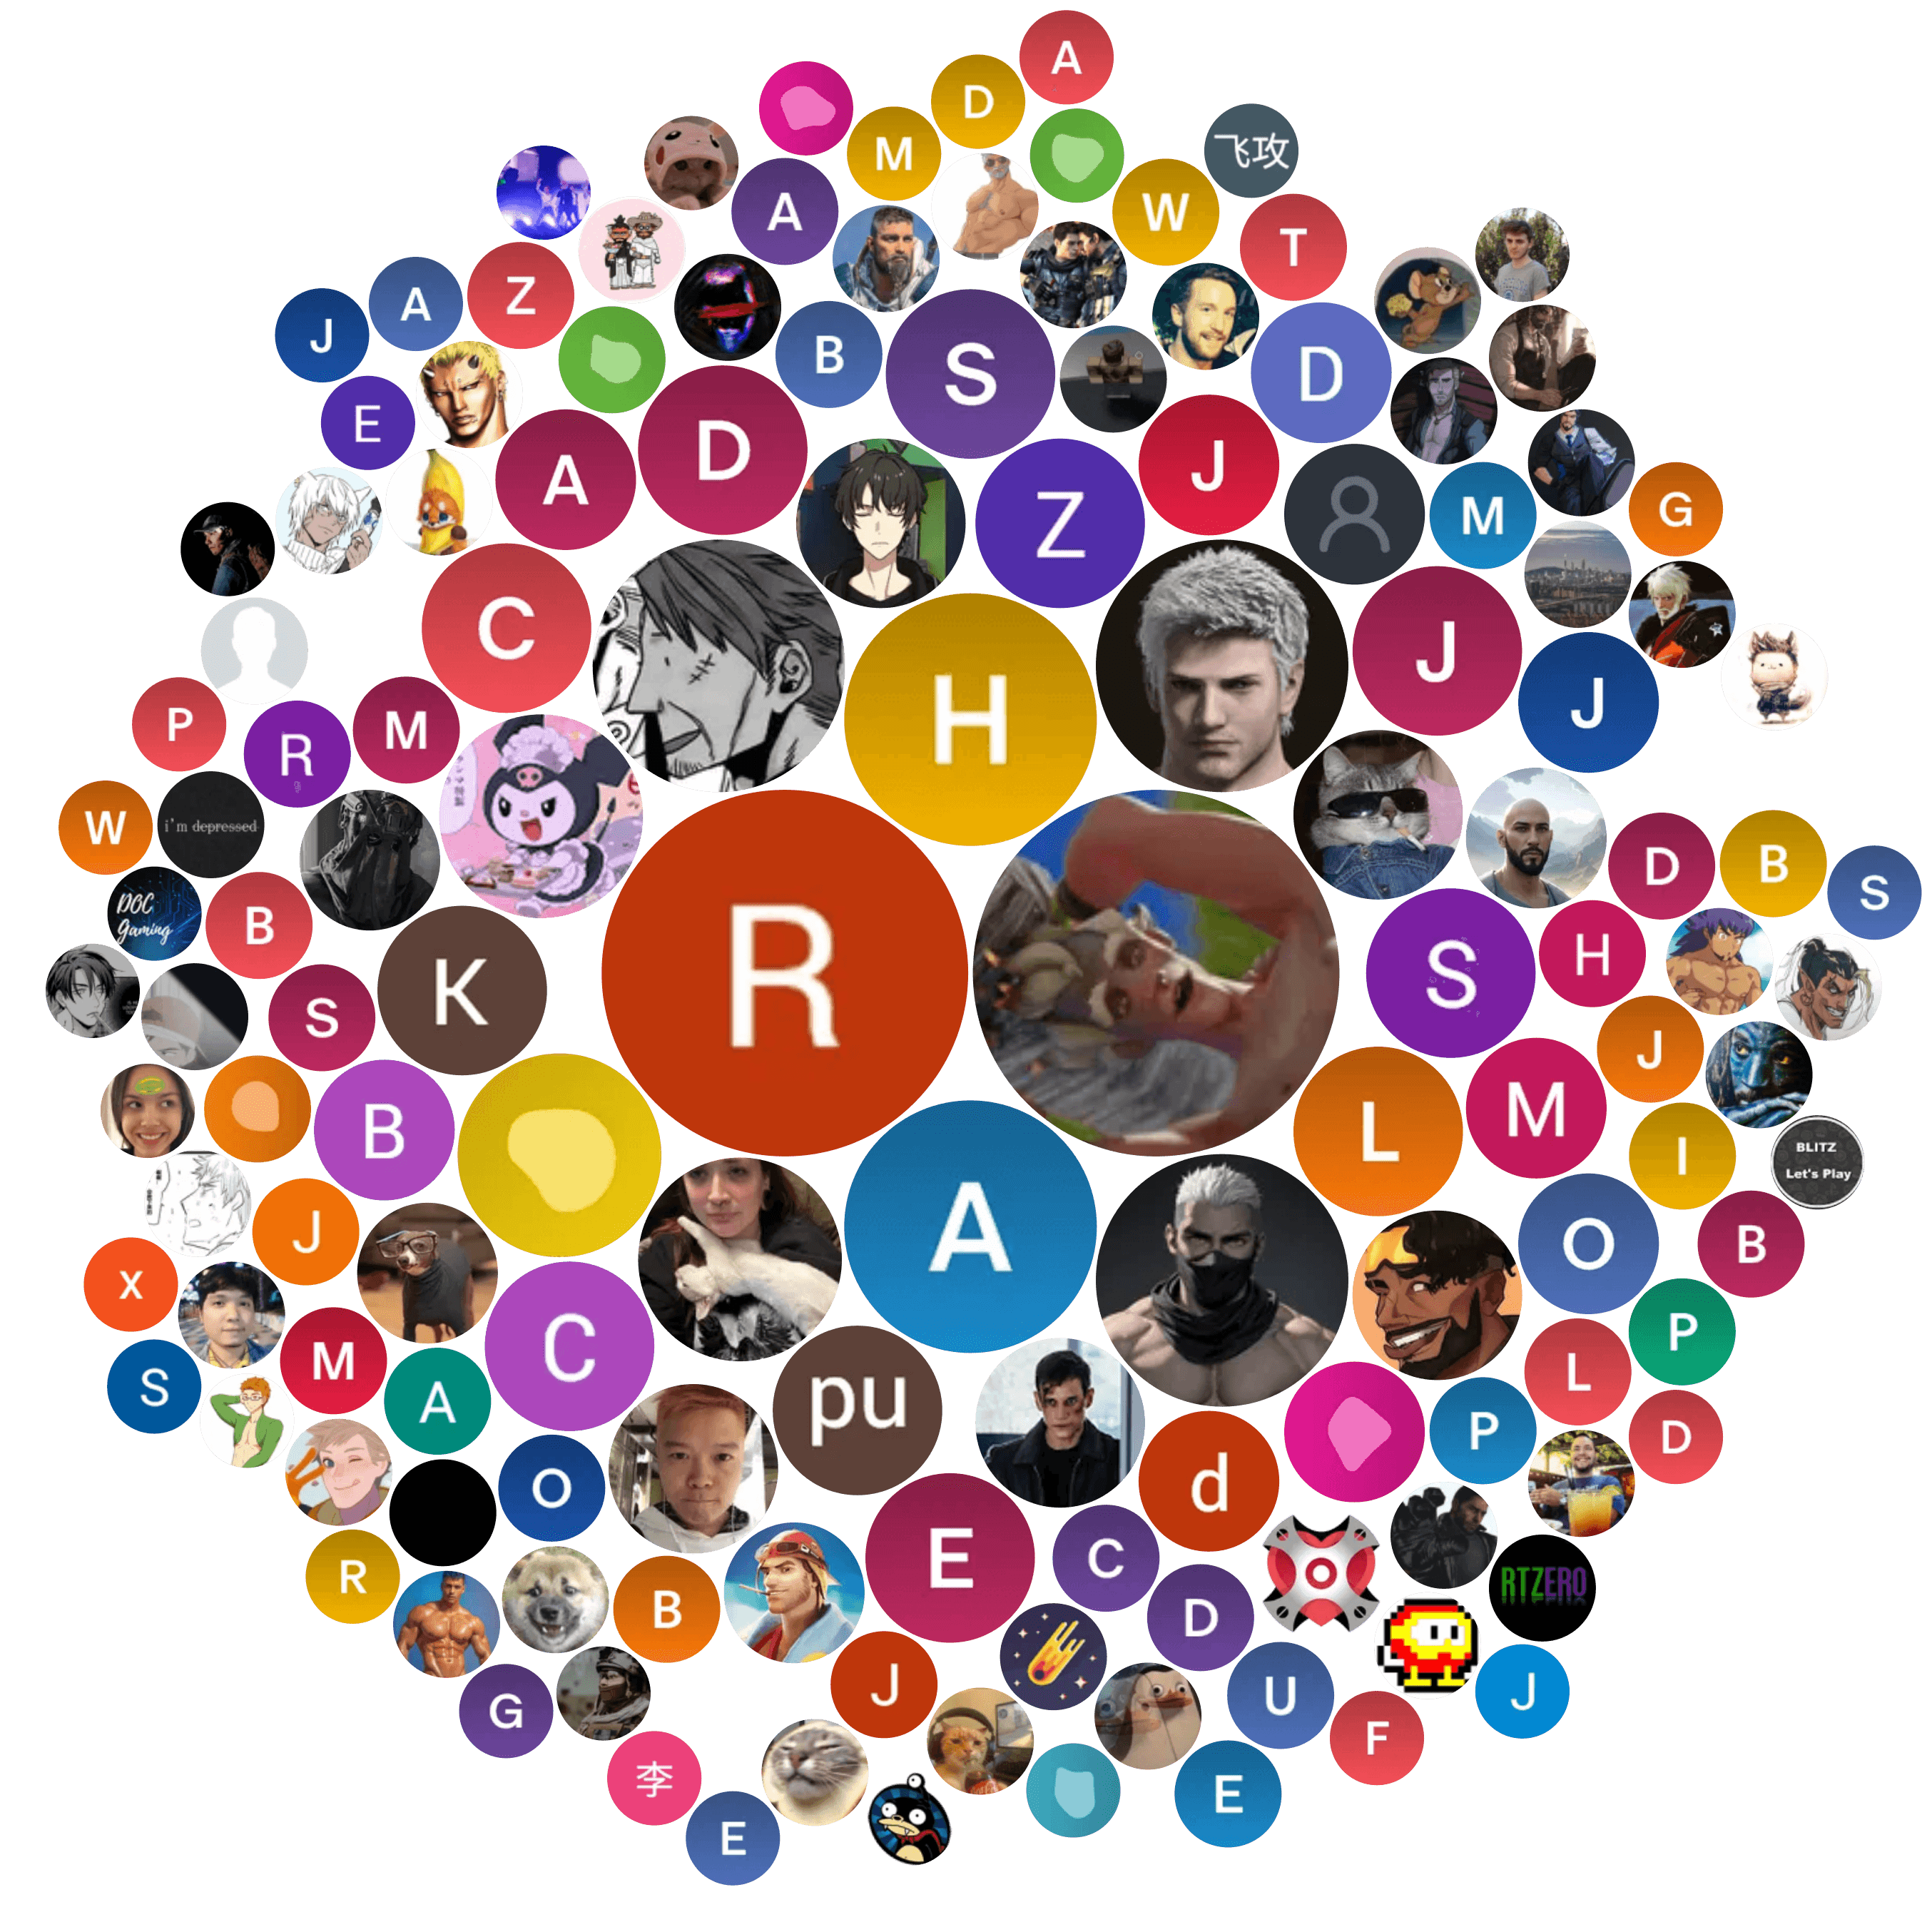 A
D
M
飞攻
A
W
T
Z
A
J
B
S
D
E
D
J
A
Z
M
G
C
H
J
J
P
R
M
W
i'm depressed
D
B
S
DOC
Gaming
B
K
R
S
H
S
J
B
L
M
I
BLITZ
Let's Play
J
A
O
B
X
C
P
M
S
A
pu
L
P
D
O
d
E
C
R
B
D
RTZERO
G
J
U
J
F
李
E
E